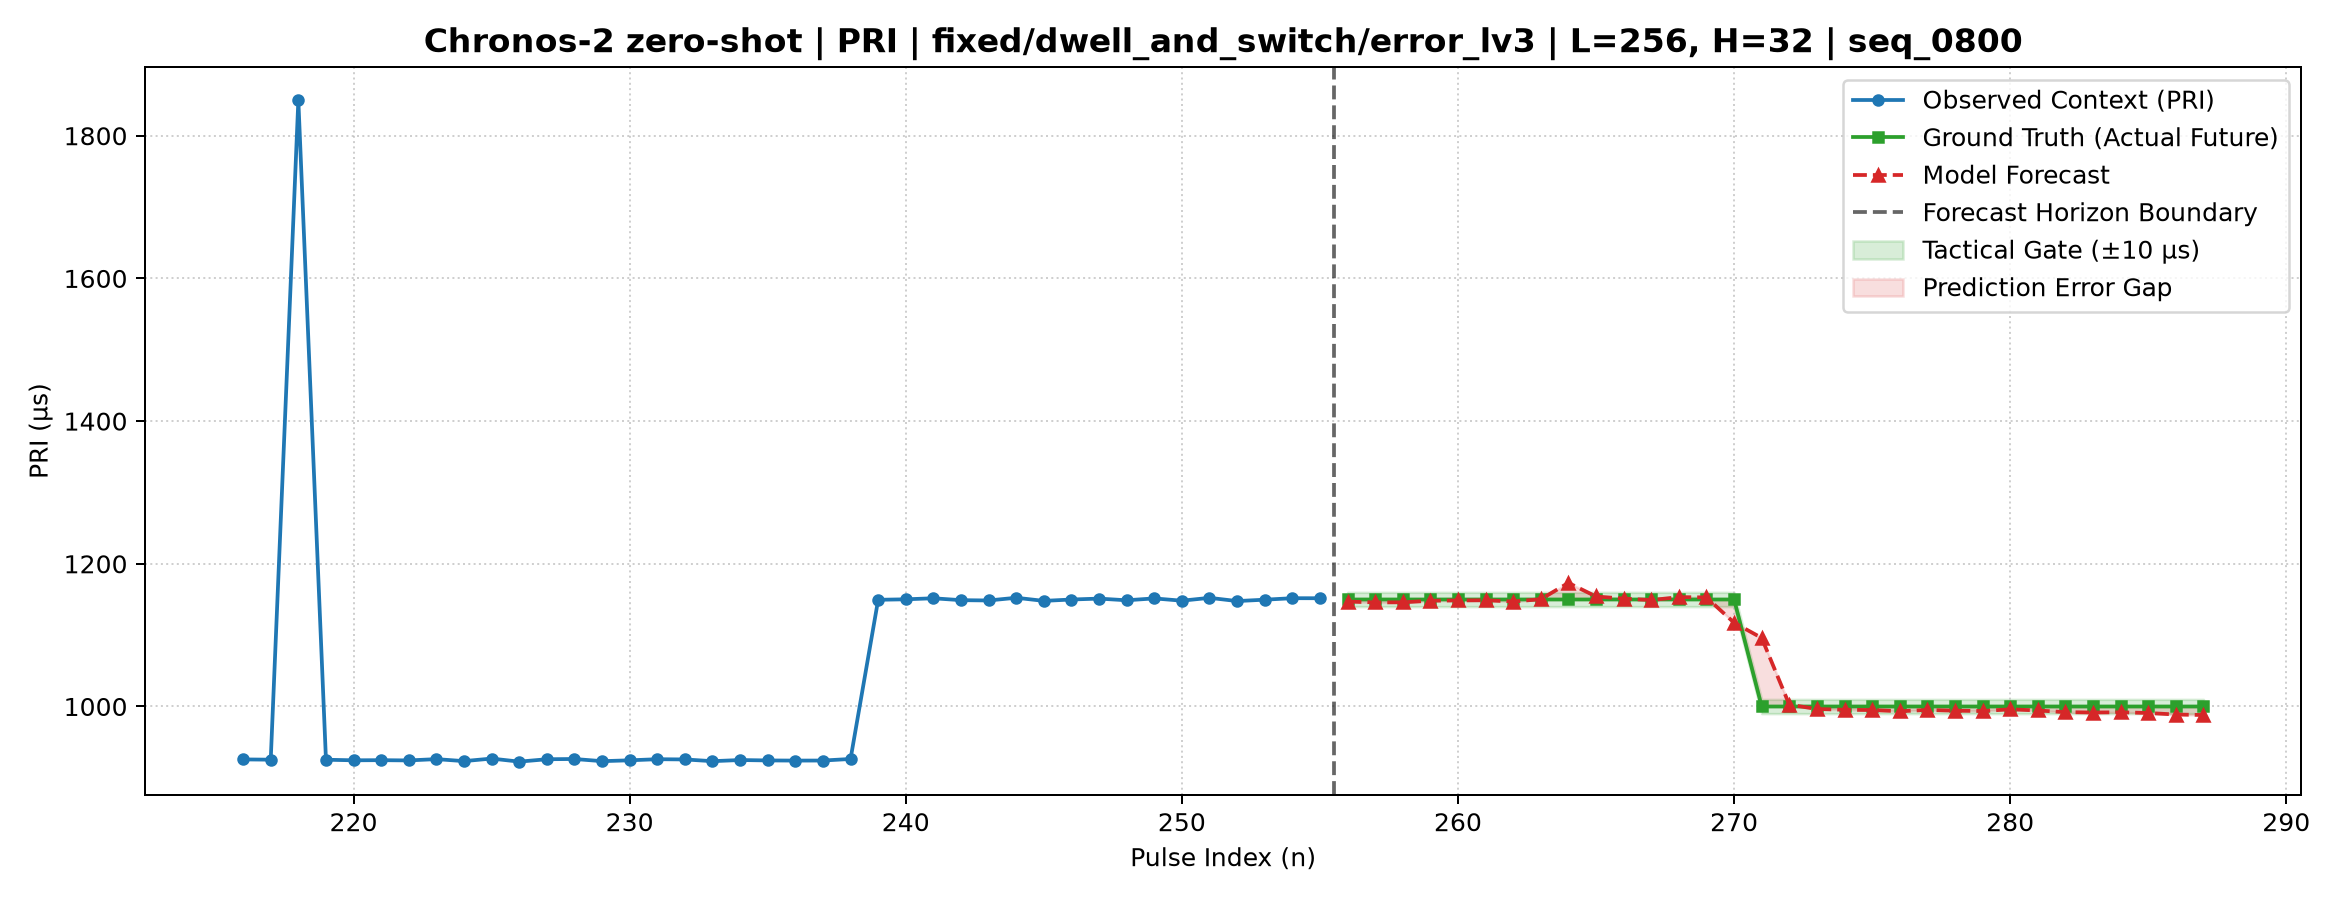 Chronos-2 zero-shot | PRI | fixed/dwell_and_switch/error_lv3 | L=256, H=32 | seq_0800
Observed Context (PRI)
Ground Truth (Actual Future)
Model Forecast
Forecast Horizon Boundary
Tactical Gate (±10 µs)
Prediction Error Gap
PRI (µs)
1800
1600
1400
1200
1000
220 230 240 250 260 270 280 290
Pulse Index (n)